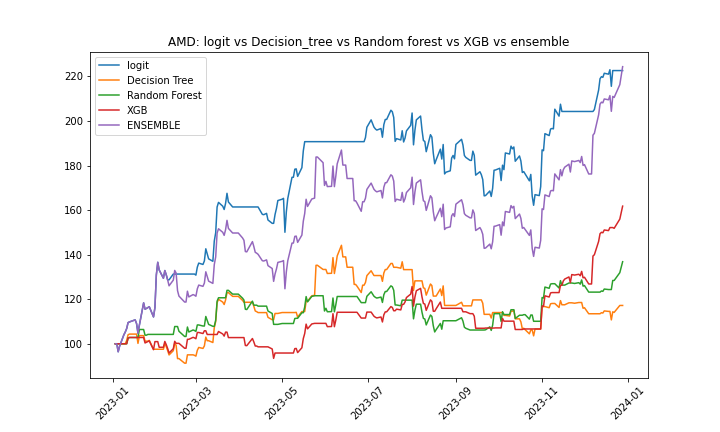 AMD: logit vs Decision_tree vs Random forest vs XGB vs ensemble
logit
Decision Tree
Random Forest
XGB
ENSEMBLE
220
200
180
160
140
120
100
2023-01
2023-03
2023-05
2023-07
2023-09
2023-11
2024-01